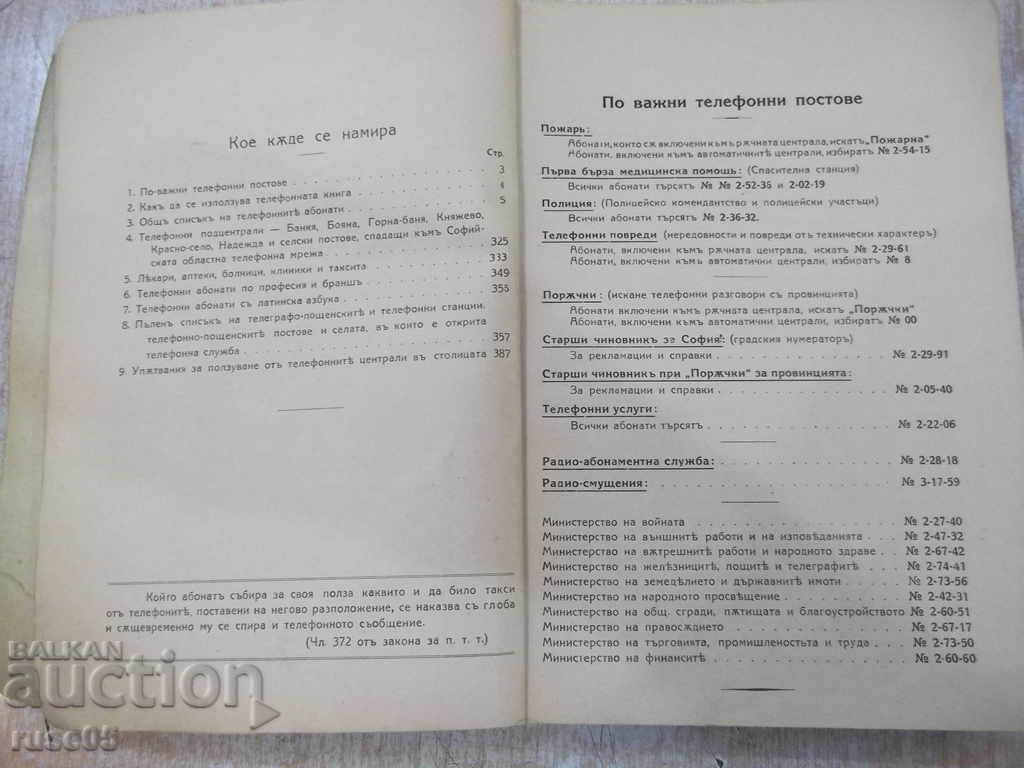 Кое кѫде се намира
Стр.
1. По-важни телефонни постове 3
2. Какъ да се използува телефонната книга 4
3. Общъ списъкъ на телефоннитѣ абонати 5
4. Телефонни подцентрали — Банкя, Бояна, Горна-баня, Княжево,
Красно-село, Надежда и селски постове, спадащи къмъ Софий-
ската областна телефонна мрежа 325
5. Лѣкари, аптеки, болници, клиники и таксита 333
6. Телефонни абонати по професия и браншъ 349
7. Телефонни абонати съ латинска азбука 355
8. Пъленъ списъкъ на телеграфо-пощенскитѣ и телефонни станции,
телефонно-пощенскитѣ постове и селата, въ които е открита
телефонна служба 357
9. Упѫтвания за ползуване отъ телефоннитѣ централи въ столицата 387
Който абонатъ събира за своя полза каквито и да било такси
отъ телефонитѣ, поставени на негово разположение, се наказва съ глоба
и сѫщевременно му се спира и телефонното съобщение.
(Чл. 372 отъ закона за п. т. т.)
По важни телефонни постове
Пожаръ:
Абонати, които сѫ включени къмъ рѫчната централа, искатъ „Пожарна"
Абонати, включени къмъ автоматичнитѣ централи, избиратъ № 2-54-15
Първа бърза медицинска помощь: (Спасителна станция)
Всички абонати търсятъ № № 2-52-36 и 2-02-19
Полиция: (Полицейско комендантство и полицейски участъци)
Всички абонати търсятъ № 2-36-32.
Телефонни повреди (нередовности и повреди отъ технически характеръ)
Абонати, включени къмъ рѫчната централа, искатъ № 2-29-61
Абонати, включени къмъ автоматични централи, избиратъ № 8
Порѫчки: (искане телефонни разговори съ провинцията)
Абонати включени къмъ рѫчната централа, искатъ „Порѫчки"
Абонати, включени къмъ автоматични централи, избиратъ № 00
Старши чиновникъ за София: (градския нумераторъ)
За рекламации и справки № 2-29-91
Старши чиновникъ при „Порѫчки" за провинцията:
За рекламации и справки № 2-05-40
Телефонни услуги:
Всички абонати търсятъ № 2-22-06
Радио-абонаментна служба: № 2-28-18
Радио-смущения: № 3-17-59
Министерство на войната № 2-27-40
Министерство на външнитѣ работи и на изповѣданията № 2-47-32
Министерство на вѫтрешнитѣ работи и народното здраве № 2-67-42
Министерство на желѣзницитѣ, пощитѣ и телеграфитѣ № 2-74-41
Министерство на земедѣлието и държавнитѣ имоти № 2-73-56
Министерство на народното просвѣщение № 2-42-31
Министерство на общ. сгради, пѫтищата и благоустройството № 2-60-51
Министерство на правосѫдието № 2-67-17
Министерство на търговията, промишленостьта и труда № 2-73-50
Министерство на финанситѣ № 2-60-60
BALKAN
auction
ruse05